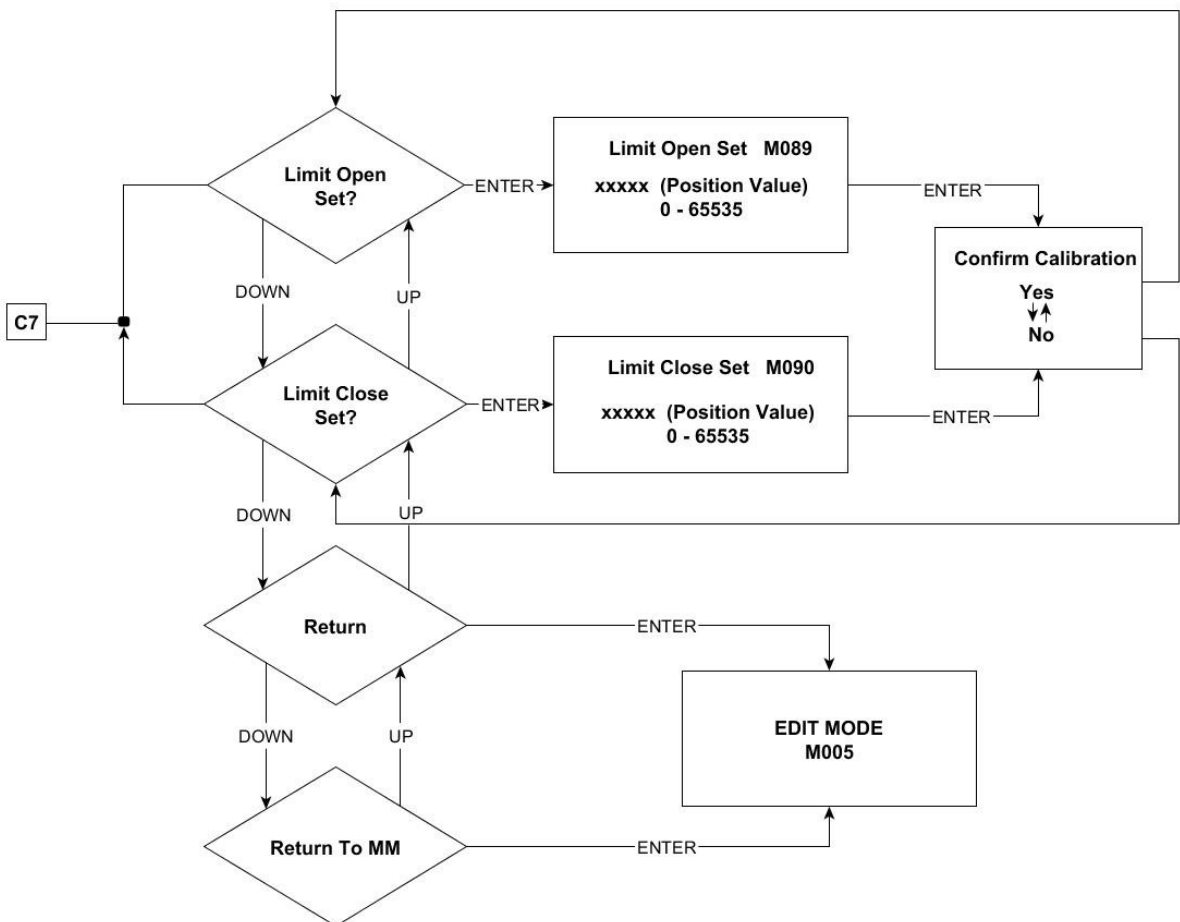 Limit Open
Set?
ENTER
Limit Open Set   M089
xxxxx  (Position Value)
0 - 65535
ENTER
Confirm Calibration
Yes
No
DOWN
UP
C7
Limit Close
Set?
ENTER
Limit Close Set   M090
xxxxx  (Position Value)
0 - 65535
ENTER
DOWN
UP
Return
ENTER
EDIT MODE
M005
DOWN
UP
Return To MM
ENTER